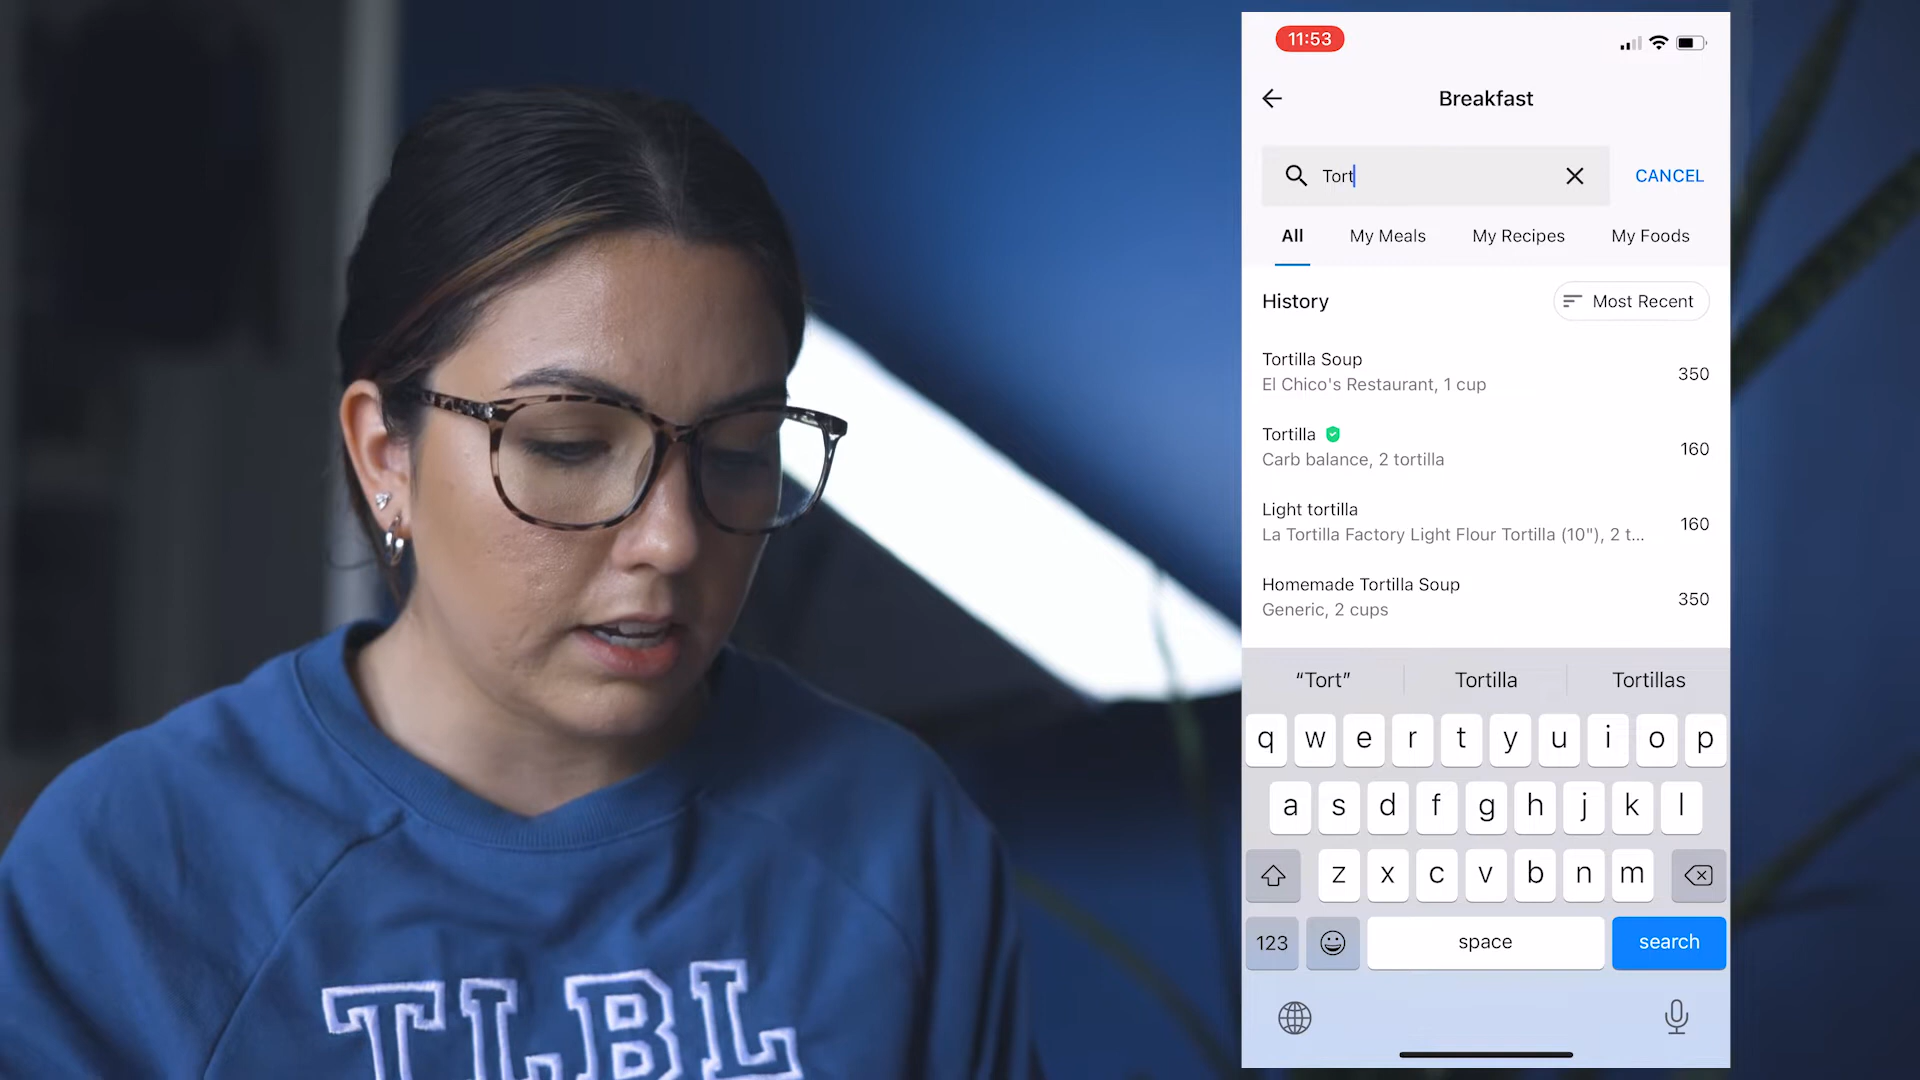 11:53
Breakfast
Tort
CANCEL
All
My Meals
My Recipes
My Foods
History
Most Recent
Tortilla Soup
El Chico's Restaurant, 1 cup
350
Tortilla
Carb balance, 2 tortilla
160
Light tortilla
La Tortilla Factory Light Flour Tortilla (10"), 2 t...
160
Homemade Tortilla Soup
Generic, 2 cups
350
“Tort”
Tortilla
Tortillas
q w e r t y u i o p
a s d f g h j k l
z x c v b n m
123
space
search
TLBL